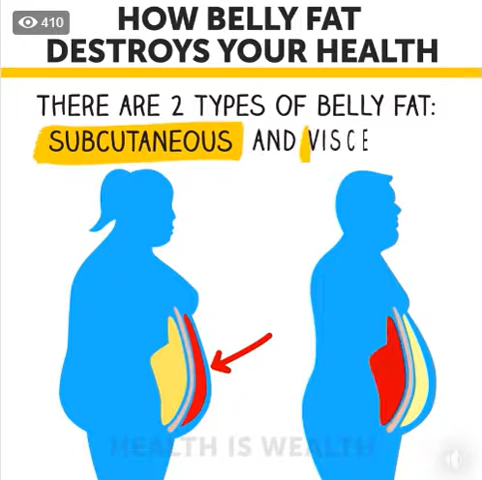 410
HOW BELLY FAT
DESTROYS YOUR HEALTH
THERE ARE 2 TYPES OF BELLY FAT:
SUBCUTANEOUS AND VISCE
HEALTH IS WEALTH